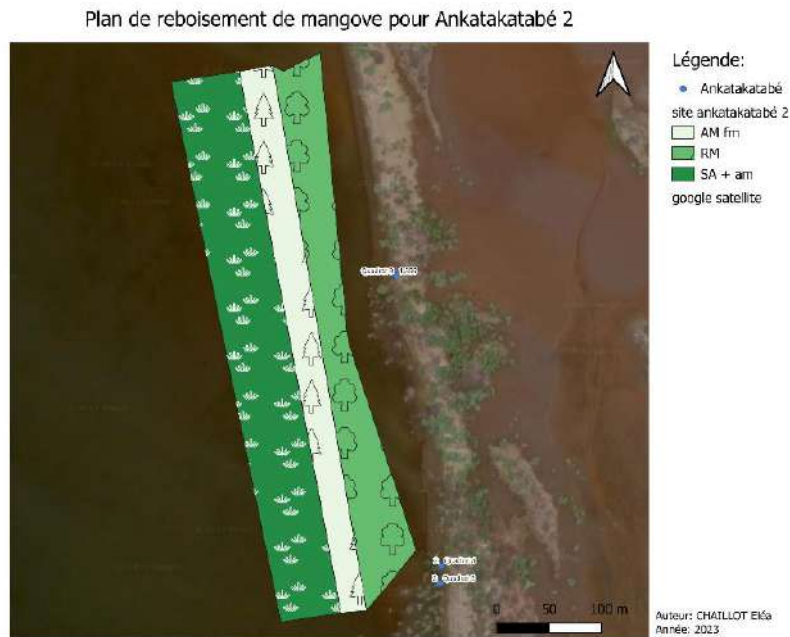 Plan de reboisement de mangove pour Ankatakatabé 2
Légende:
Ankatakatabé
site ankatakatabé 2
AM fm
RM
SA + am
google satellite
0 50 100 m
Auteur: CHAILLOT Eléa
Année: 2023